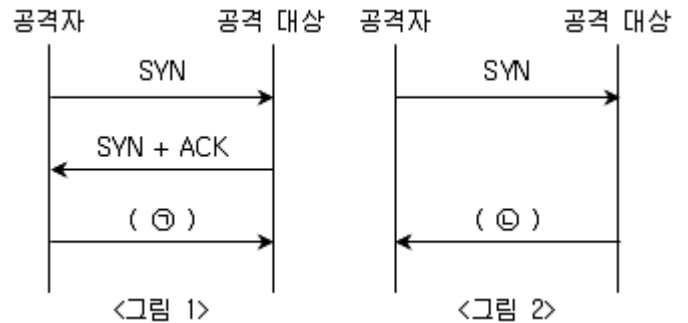 공격자 공격 대상 공격자 공격 대상
SYN SYN
SYN + ACK
( ㉠ ) ( ㉡ )
<그림 1> <그림 2>